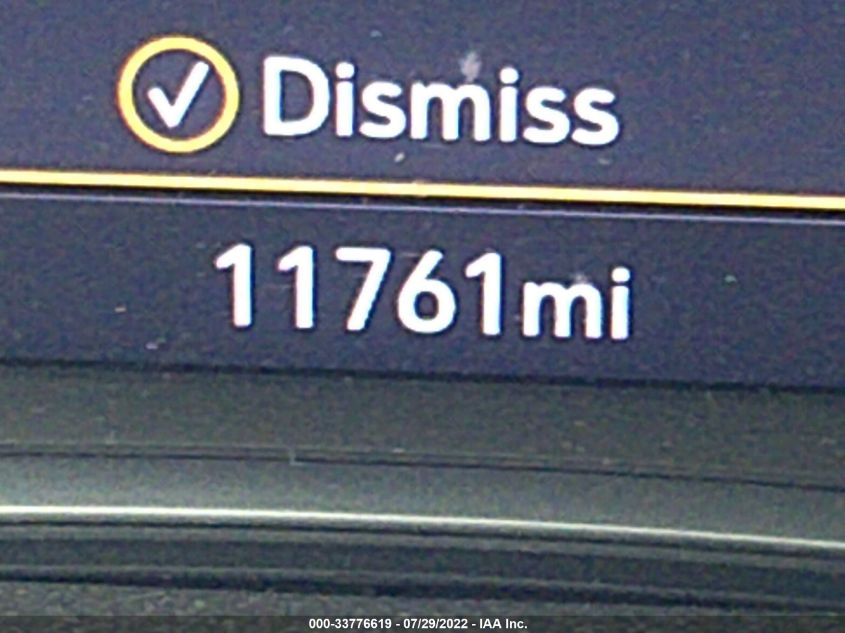 Dismiss
11761mi
000-33776619 - 07/29/2022 - IAA Inc.